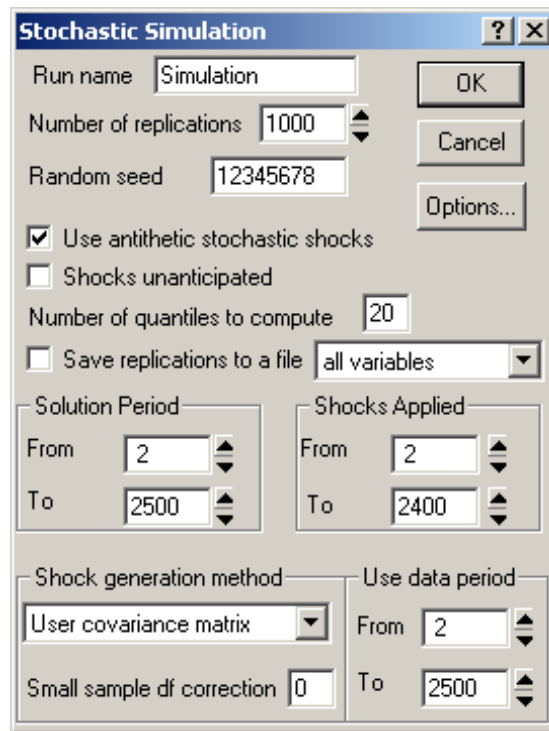 Stochastic Simulation
Run name Simulation
OK
Number of replications 1000
Cancel
Random seed 12345678
Options...
Use antithetic stochastic shocks
Shocks unanticipated
Number of quantiles to compute 20
Save replications to a file all variables
Solution Period
From 2
To 2500
Shocks Applied
From 2
To 2400
Shock generation method
User covariance matrix
Small sample df correction 0
Use data period
From 2
To 2500